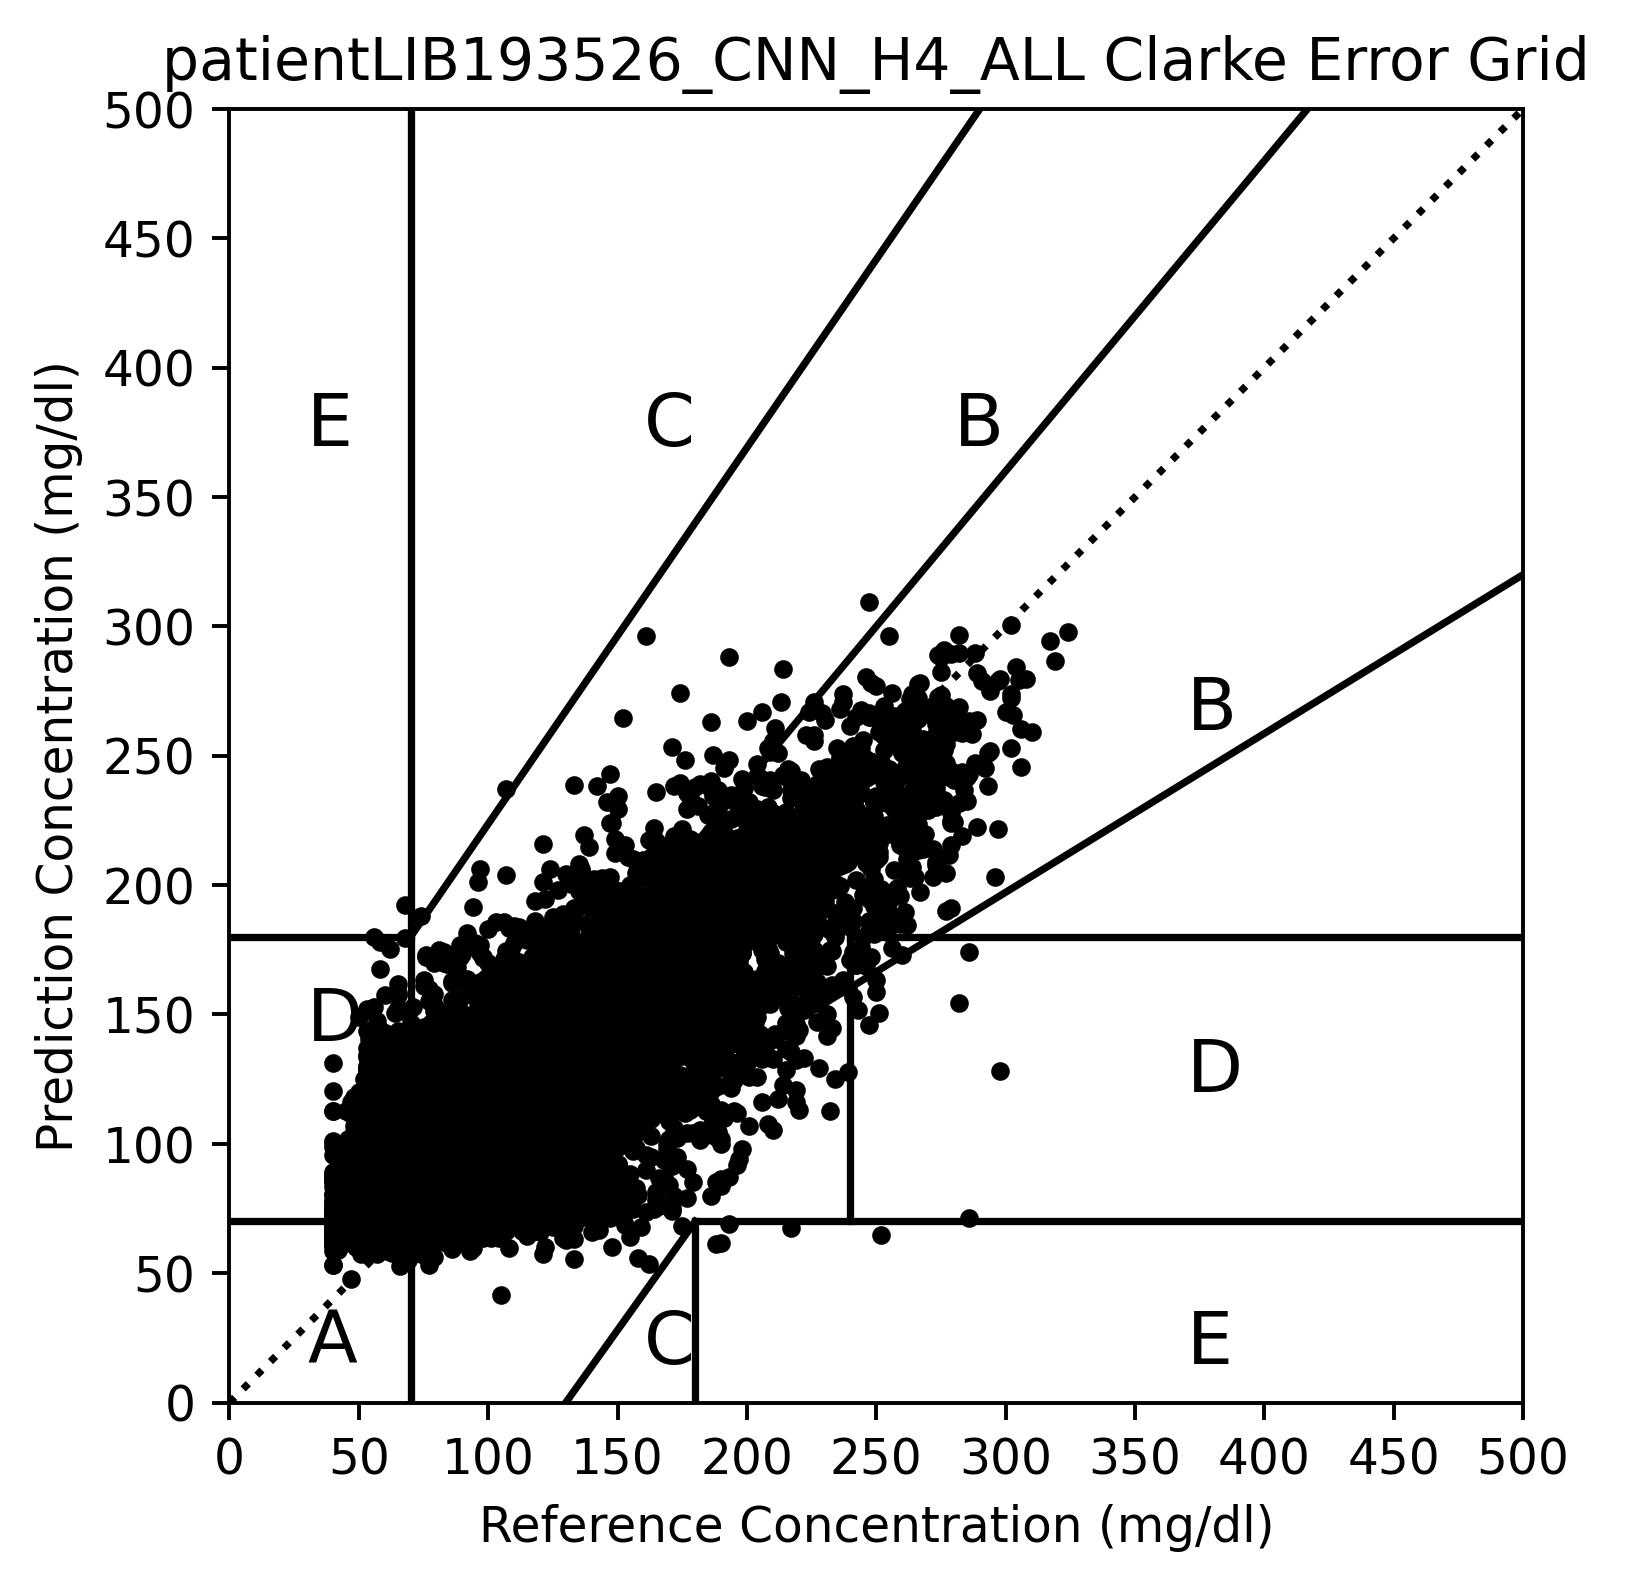 patientLIB193526_CNN_H4_ALL Clarke Error Grid
500
450
400
350
300
250
200
150
100
50
0
Prediction Concentration (mg/dl)
E
C
B
B
D
D
A
C
E
0 50 100 150 200 250 300 350 400 450 500
Reference Concentration (mg/dl)